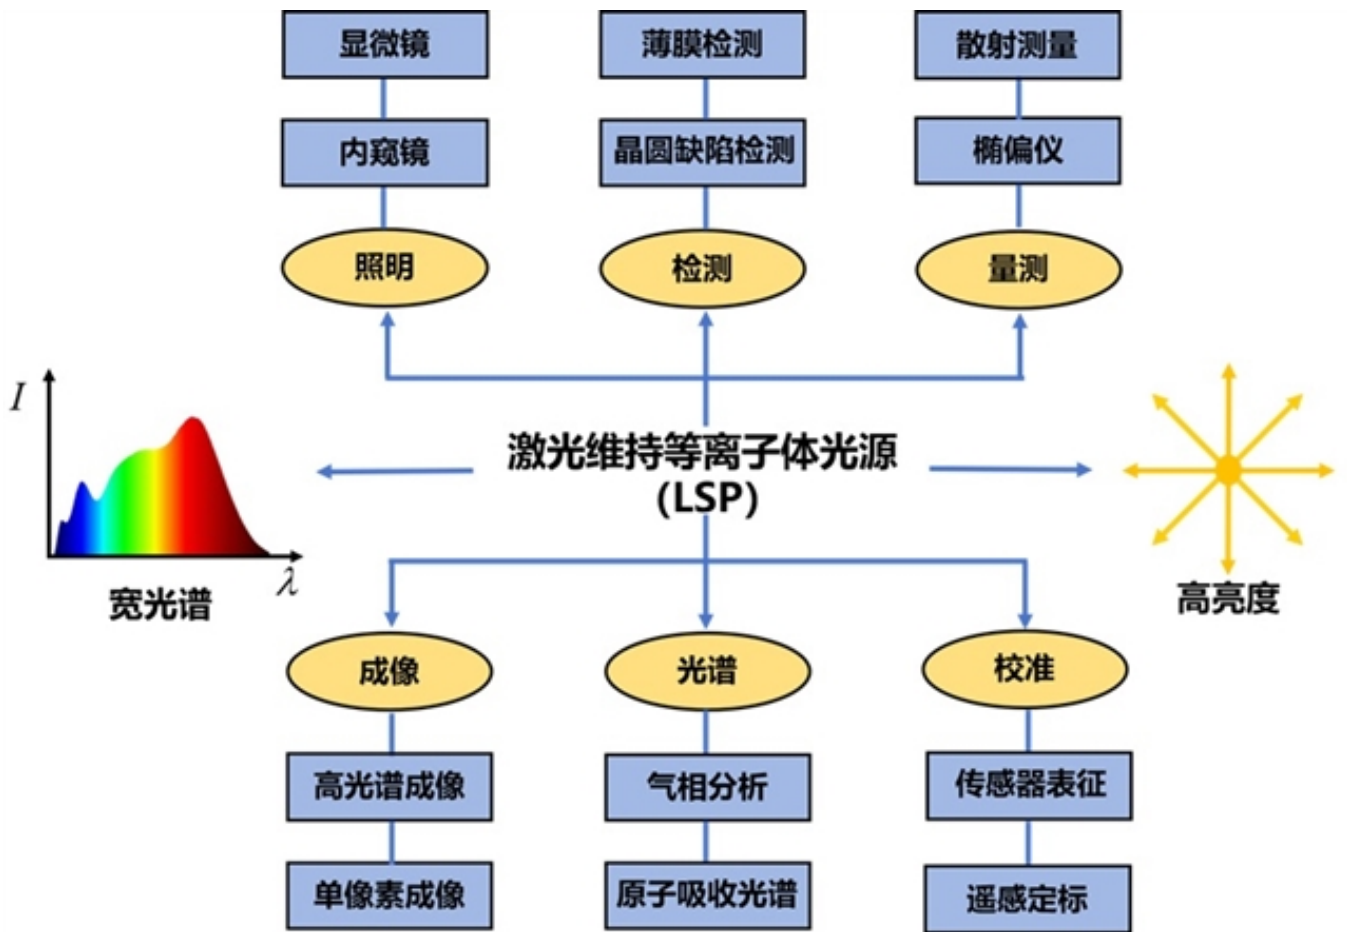 显微镜
薄膜检测
散射测量
内窥镜
晶圆缺陷检测
椭偏仪
照明
检测
量测
I
激光维持等离子体光源
(LSP)
λ
宽光谱
高亮度
成像
光谱
校准
高光谱成像
气相分析
传感器表征
单像素成像
原子吸收光谱
遥感定标